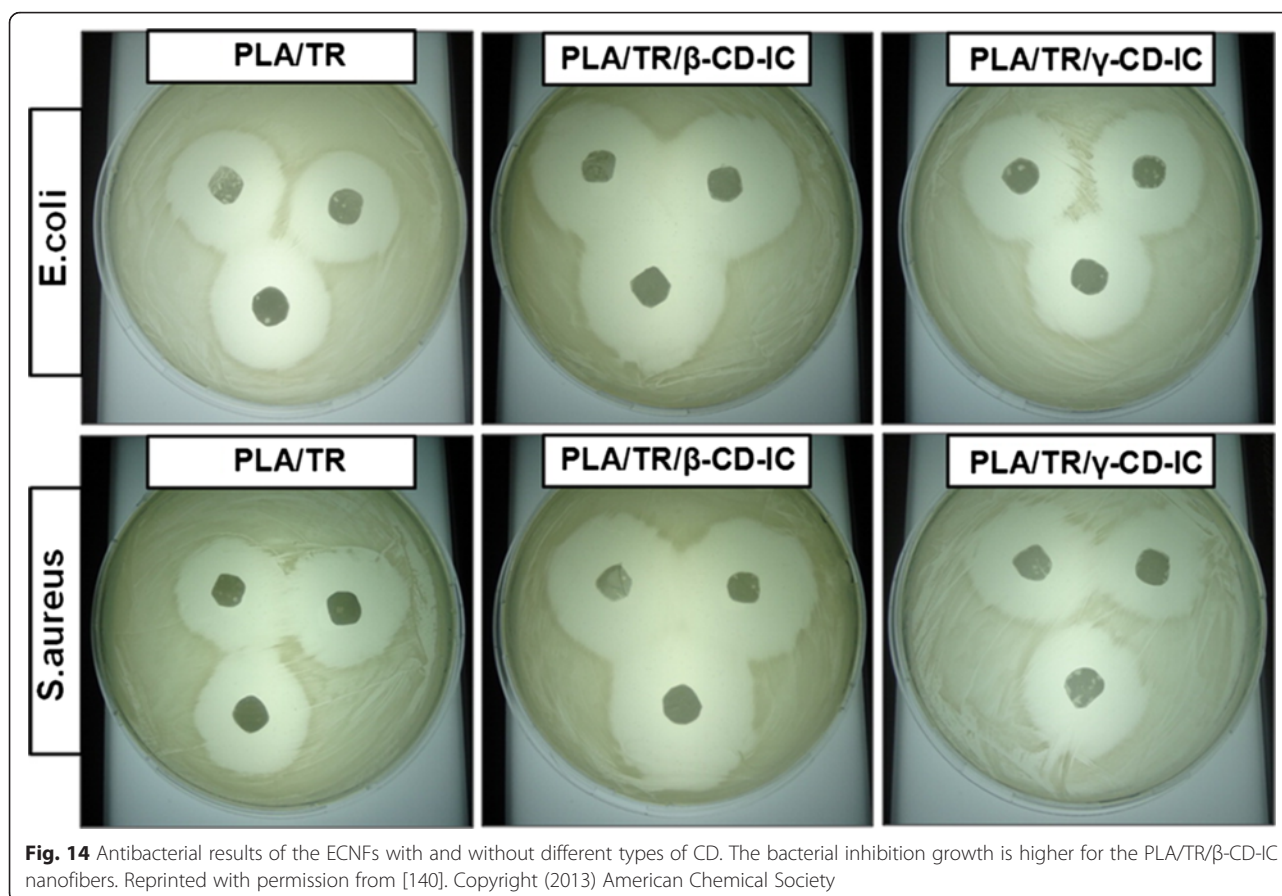 PLA/TR
PLA/TR/β-CD-IC
PLA/TR/γ-CD-IC
E.coli
PLA/TR
PLA/TR/β-CD-IC
PLA/TR/γ-CD-IC
S.aureus
Fig. 14 Antibacterial results of the ECNFs with and without different types of CD. The bacterial inhibition growth is higher for the PLA/TR/β-CD-IC
nanofibers. Reprinted with permission from [140]. Copyright (2013) American Chemical Society